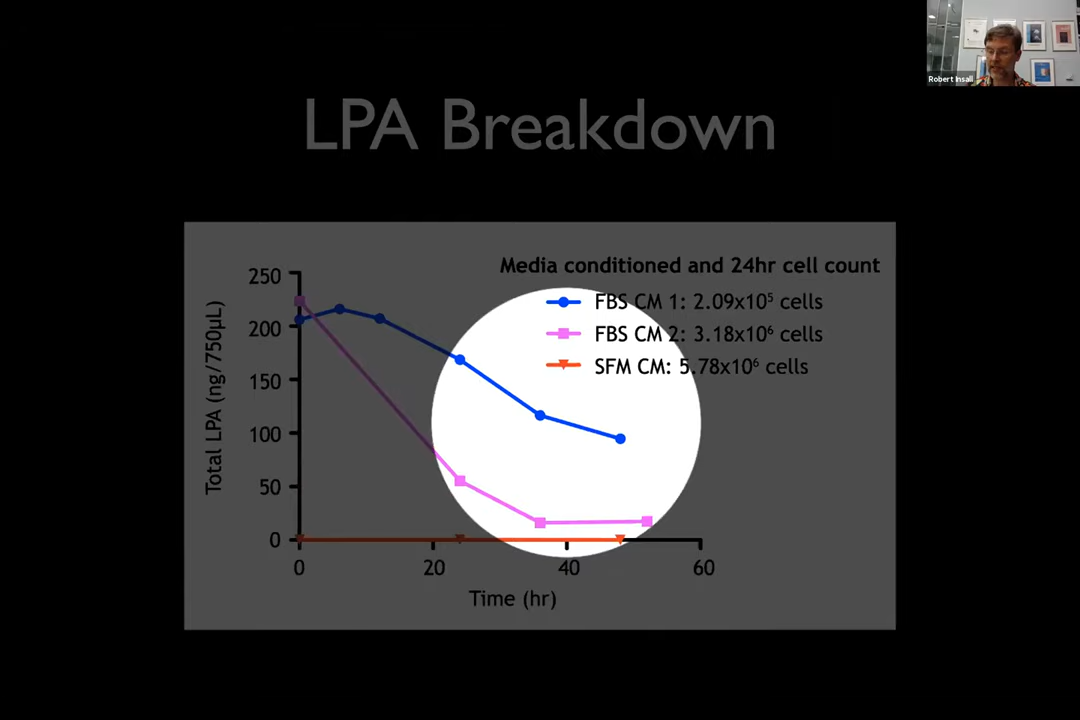 Robert Insall
LPA Breakdown
Media conditioned and 24hr cell count
FBS CM 1: 2.09x10⁵ cells
FBS CM 2: 3.18x10⁶ cells
SFM CM: 5.78x10⁶ cells
Total LPA (ng/750µL)
250
200
150
100
50
0
0 20 40 60
Time (hr)